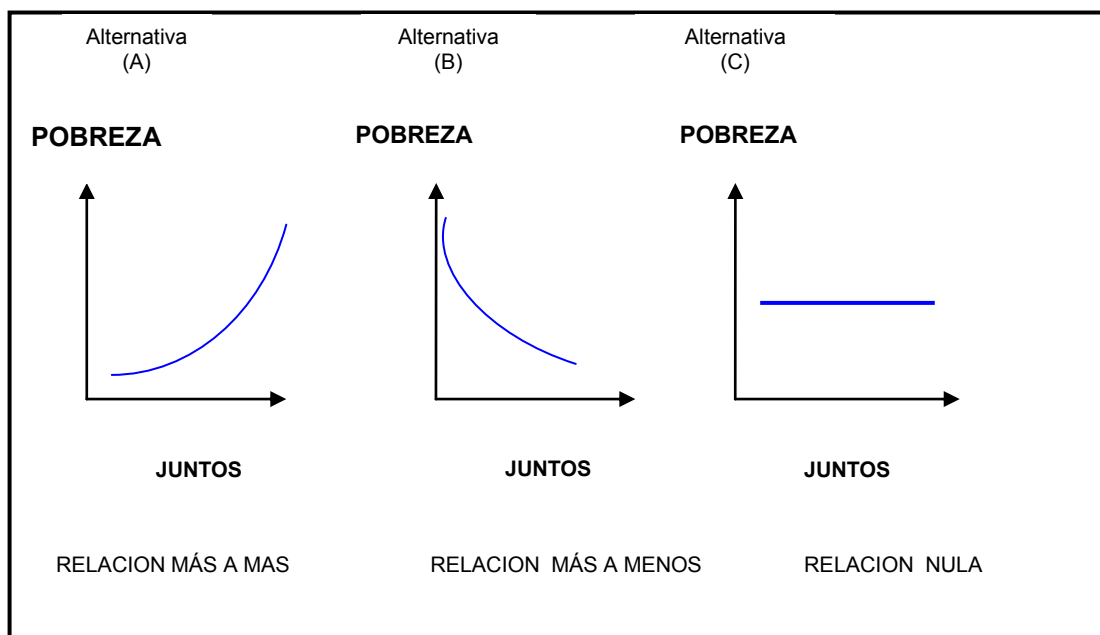 Alternativa
(A)
Alternativa
(B)
Alternativa
(C)
POBREZA
POBREZA
POBREZA
JUNTOS
JUNTOS
JUNTOS
RELACION MÁS A MAS
RELACION MÁS A MENOS
RELACION NULA